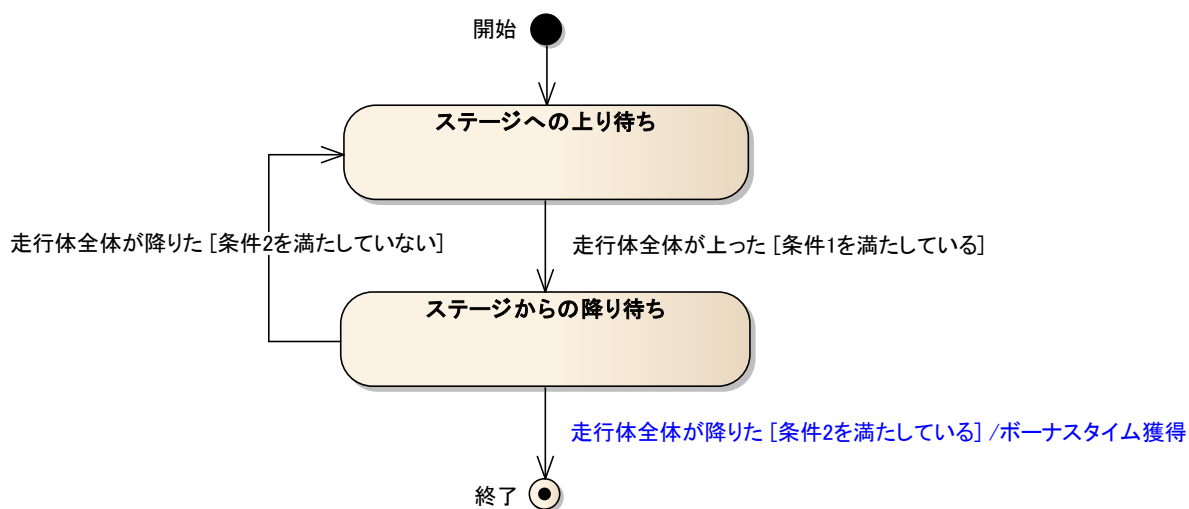 開始
ステージへの上り待ち
走行体全体が降りた [条件2を満たしていない]
走行体全体が上った [条件1を満たしている]
ステージからの降り待ち
走行体全体が降りた [条件2を満たしている] /ボーナスタイム獲得
終了